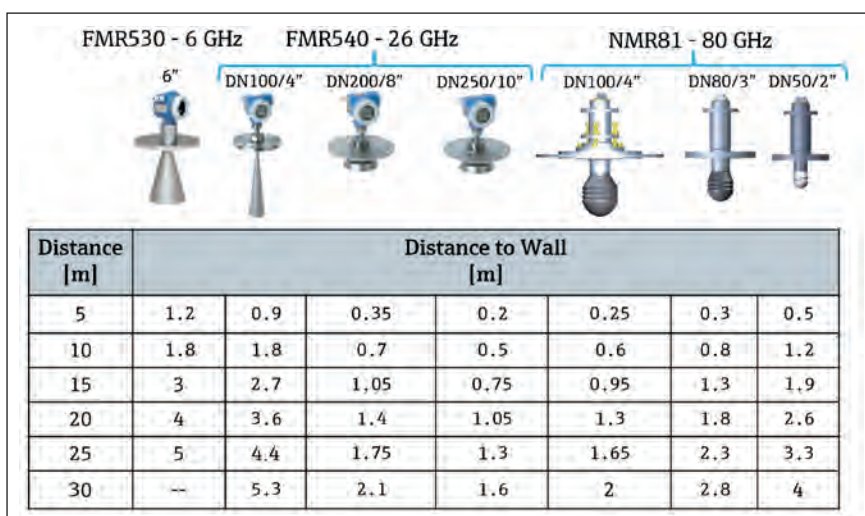 FMR530 - 6 GHz FMR540 - 26 GHz NMR81 - 80 GHz
6" DN100/4" DN200/8" DN250/10" DN100/4" DN80/3" DN50/2"
Distance [m] Distance to Wall [m]
5 1.2 0.9 0.35 0.2 0.25 0.3 0.5
10 1.8 1.8 0.7 0.5 0.6 0.8 1.2
15 3 2.7 1.05 0.75 0.95 1.3 1.9
20 4 3.6 1.4 1.05 1.3 1.8 2.6
25 5 4.4 1.75 1.3 1.65 2.3 3.3
30 -- 5.3 2.1 1.6 2 2.8 4